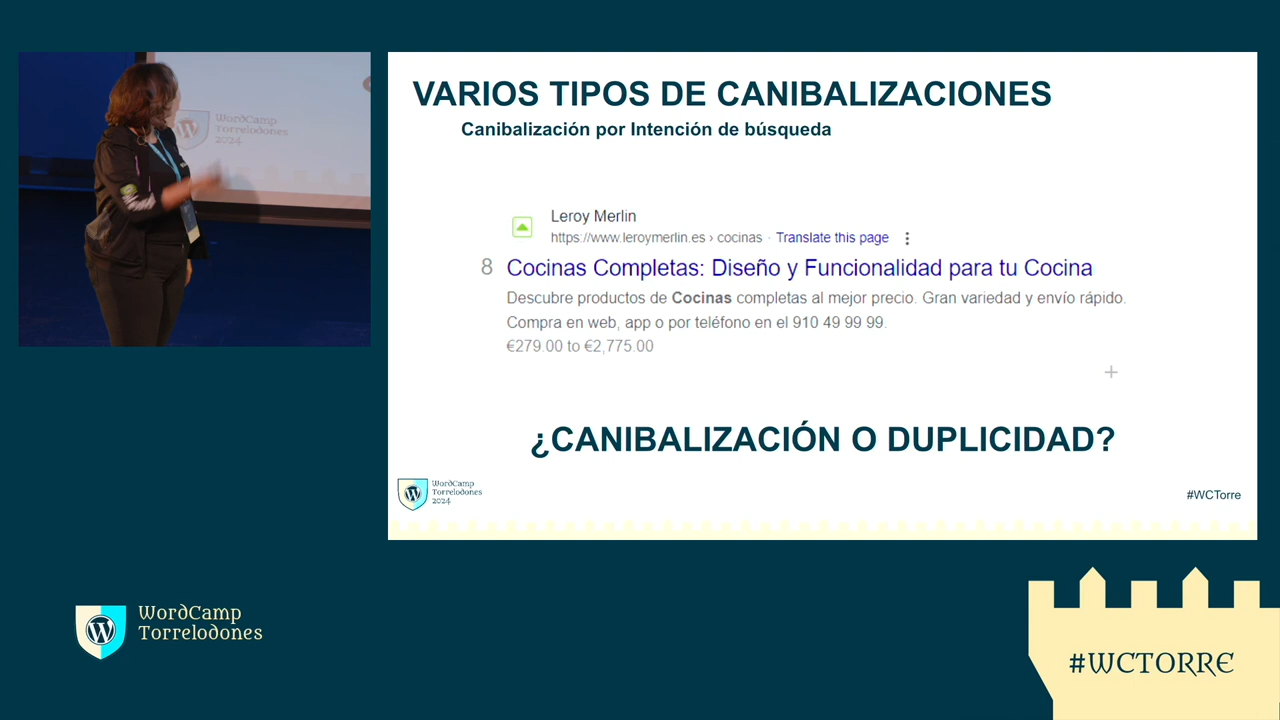 WordCamp
Torrelodones
2024
VARIOS TIPOS DE CANIBALIZACIONES
Canibalización por Intención de búsqueda
Leroy Merlin
https://www.leroymerlin.es › cocinas · Translate this page
8 Cocinas Completas: Diseño y Funcionalidad para tu Cocina
Descubre productos de Cocinas completas al mejor precio. Gran variedad y envío rápido.
Compra en web, app o por teléfono en el 910 49 99 99.
€279.00 to €2,775.00
¿CANIBALIZACIÓN O DUPLICIDAD?
WordCamp
Torrelodones
2024
#WCTorre
WordCamp
Torrelodones
#WCTORRE